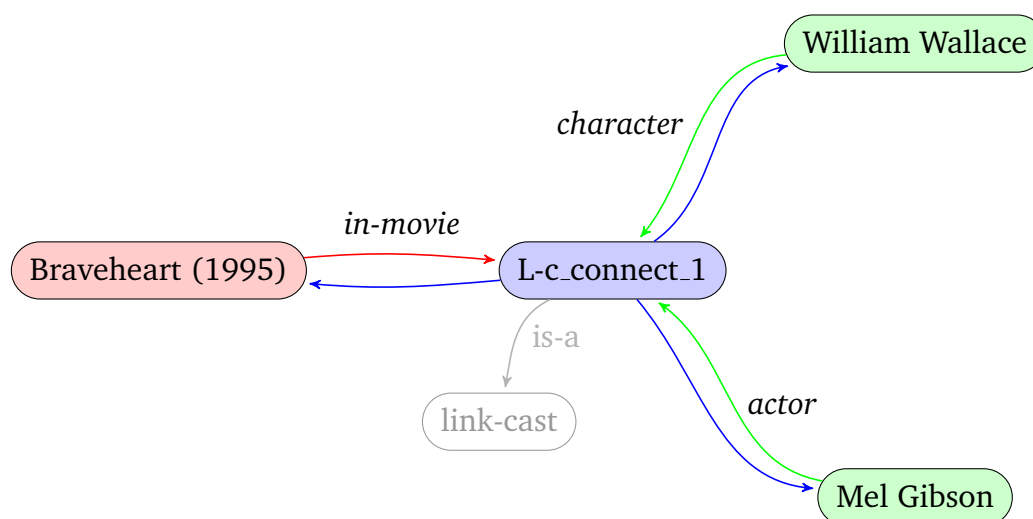 William Wallace
character
in-movie
Braveheart (1995)
L-c_connect_1
is-a
link-cast
actor
Mel Gibson